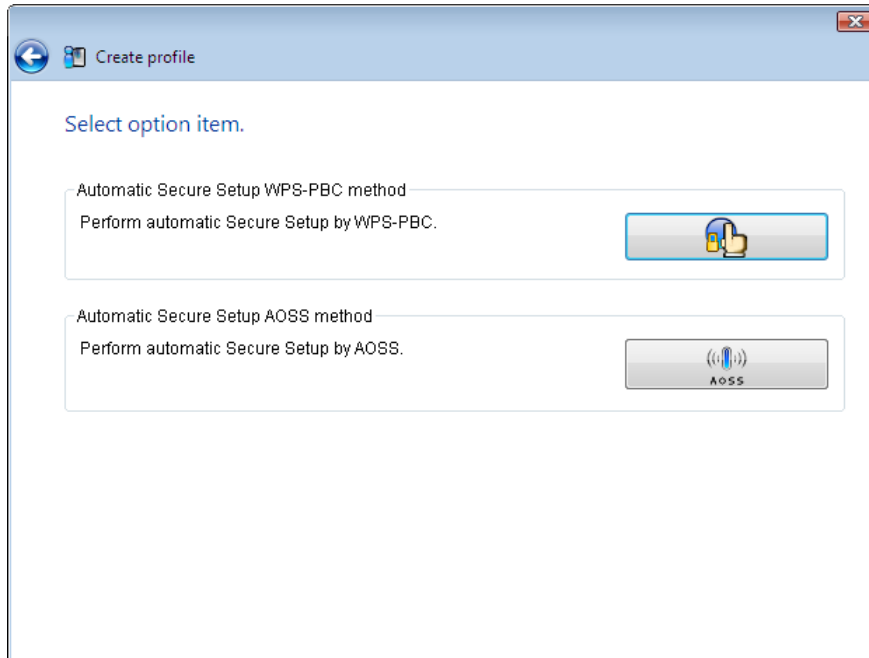 Create profile
Select option item.
Automatic Secure Setup WPS-PBC method
Perform automatic Secure Setup by WPS-PBC.
Automatic Secure Setup AOSS method
Perform automatic Secure Setup by AOSS.
AOSS